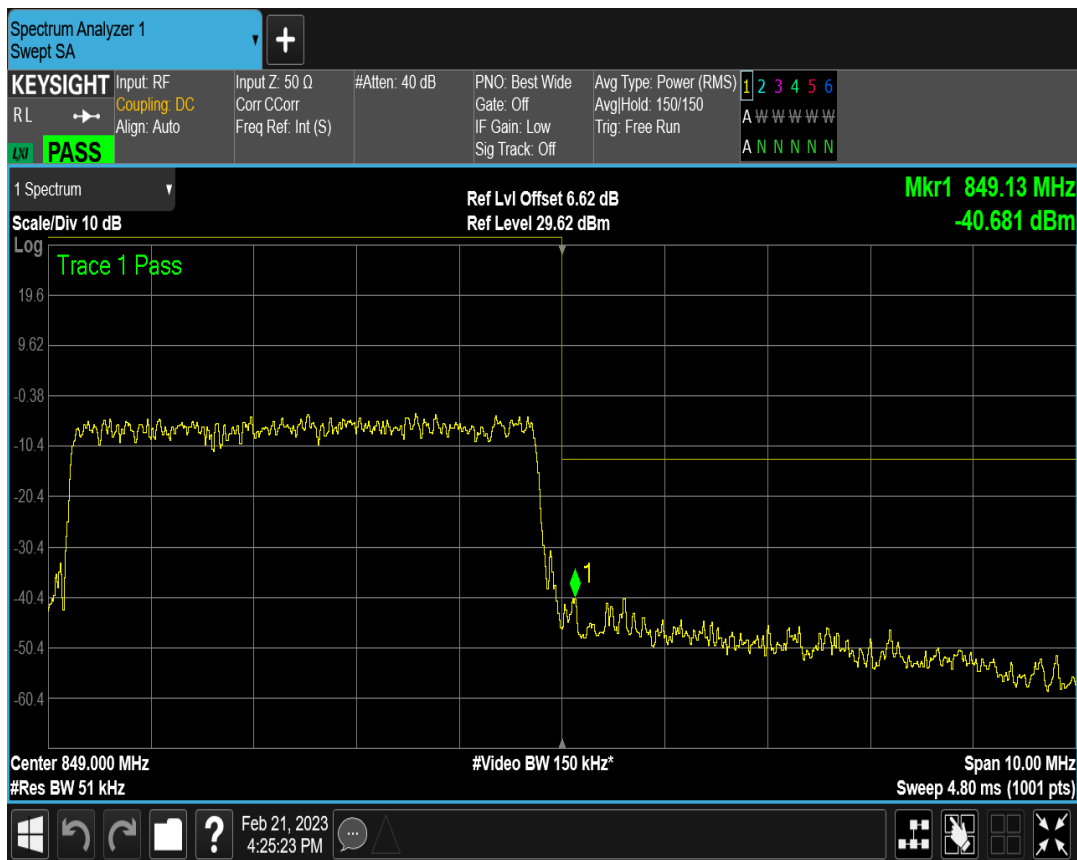 Spectrum Analyzer 1
Swept SA
+
KEYSIGHT
R L
LXI
PASS
Input: RF
Coupling: DC
Align: Auto
Input Z: 50 Ω
Corr CCorr
Freq Ref: Int (S)
#Atten: 40 dB
PNO: Best Wide
Gate: Off
IF Gain: Low
Sig Track: Off
Avg Type: Power (RMS)
Avg|Hold: 150/150
Trig: Free Run
1 2 3 4 5 6
A W W W W W
A N N N N N
1 Spectrum
Scale/Div 10 dB
Ref Lvl Offset 6.62 dB
Ref Level 29.62 dBm
Mkr1 849.13 MHz
-40.681 dBm
Log
Trace 1 Pass
19.6
9.62
-0.38
-10.4
-20.4
-30.4
1
-40.4
-50.4
-60.4
Center 849.000 MHz
#Res BW 51 kHz
#Video BW 150 kHz*
Span 10.00 MHz
Sweep 4.80 ms (1001 pts)
?
Feb 21, 2023
4:25:23 PM